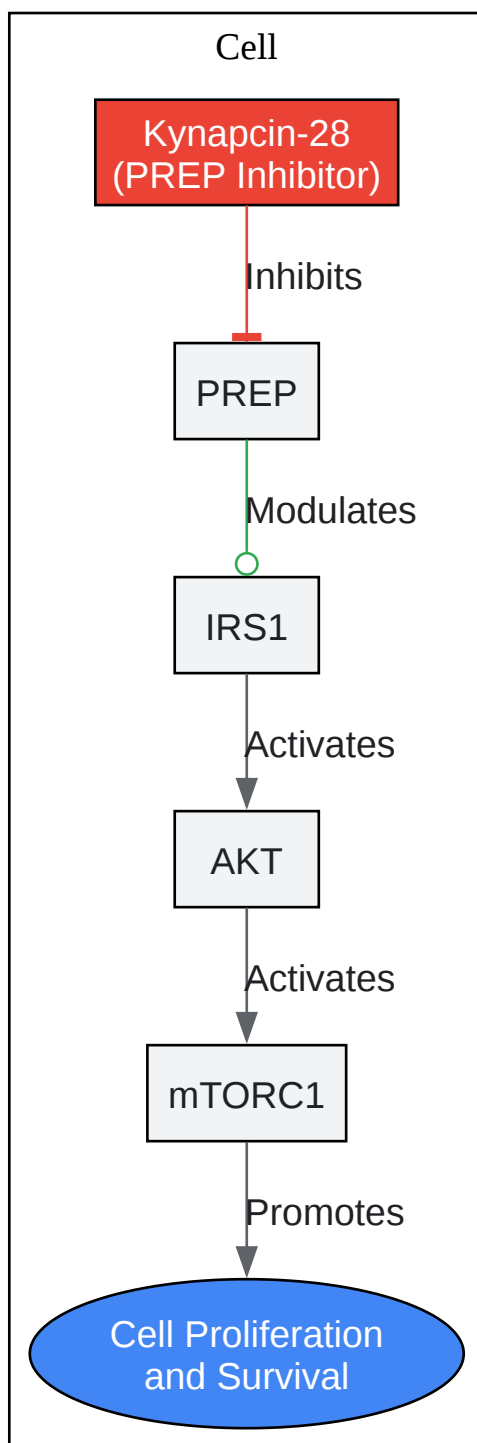 Cell
Kynapcin-28
(PREP Inhibitor)
Inhibits
PREP
Modulates
IRS1
Activates
AKT
Activates
mTORC1
Promotes
Cell Proliferation
and Survival